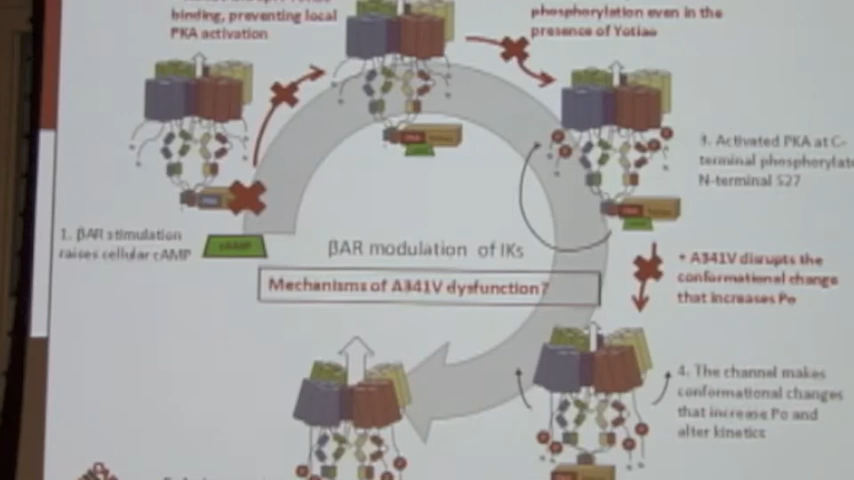 binding, preventing local
PKA activation
phosphorylation even in the
presence of Yotiao
3. Activated PKA at C-
terminal phosphorylate
N-terminal S27
1. βAR stimulation
raises cellular cAMP
cAMP
βAR modulation of IKs
Mechanisms of A341V dysfunction?
• A341V disrupts the
conformational change
that increases Po
4. The channel makes
conformational changes
that increase Po and
alter kinetics